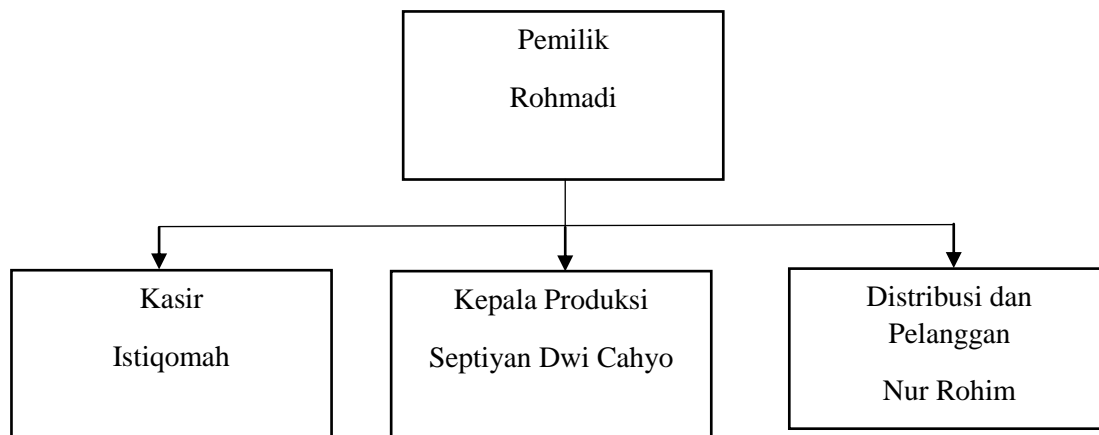 Pemilik
Rohmadi
Kasir
Istiqomah
Kepala Produksi
Septiyan Dwi Cahyo
Distribusi dan
Pelanggan
Nur Rohim